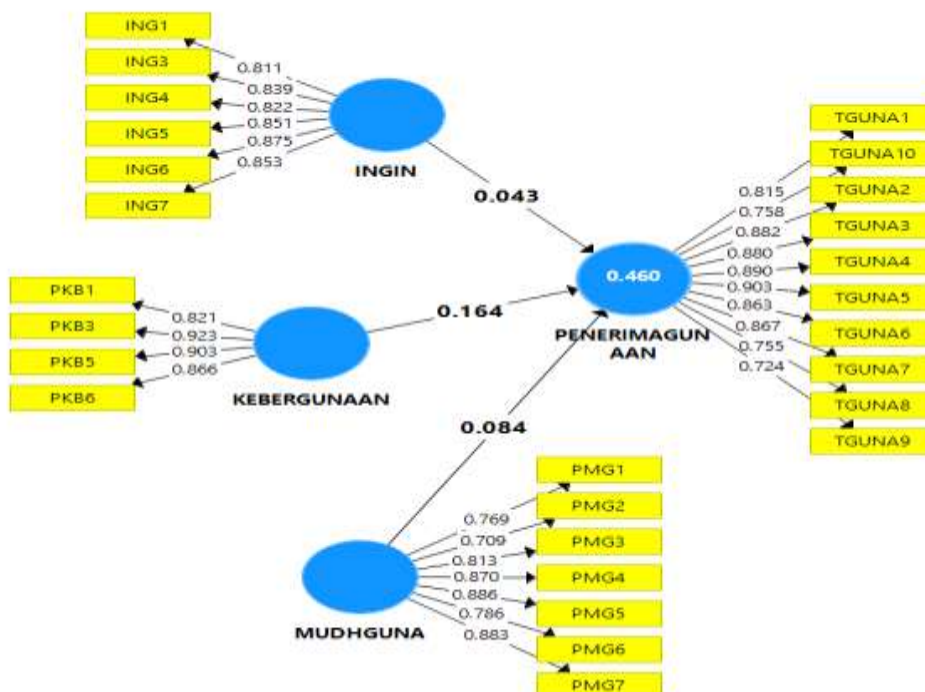 ING1
ING3
ING4
ING5
ING6
ING7
0.811
0.839
0.822
0.851
0.875
0.853
INGIN
0.043
PKB1
PKB3
PKB5
PKB6
0.821
0.923
0.903
0.866
KEBERGUNAAN
0.164
0.460
PENERIMAGUN
AAN
0.815
0.758
0.882
0.880
0.890
0.903
0.863
0.867
0.755
0.724
TGUNA1
TGUNA10
TGUNA2
TGUNA3
TGUNA4
TGUNA5
TGUNA6
TGUNA7
TGUNA8
TGUNA9
0.084
MUDHGUNA
0.769
0.709
0.813
0.870
0.886
0.786
0.883
PMG1
PMG2
PMG3
PMG4
PMG5
PMG6
PMG7